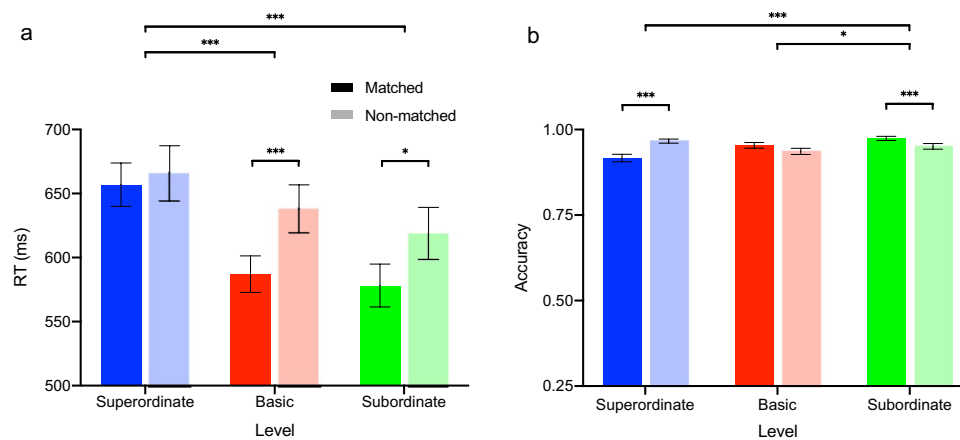 a
***
***
Matched
Non-matched
***
*
700
650
600
550
500
RT (ms)
Superordinate Basic Subordinate
Level
b
***
*
***
***
1.00
0.75
0.50
0.25
Accuracy
Superordinate Basic Subordinate
Level